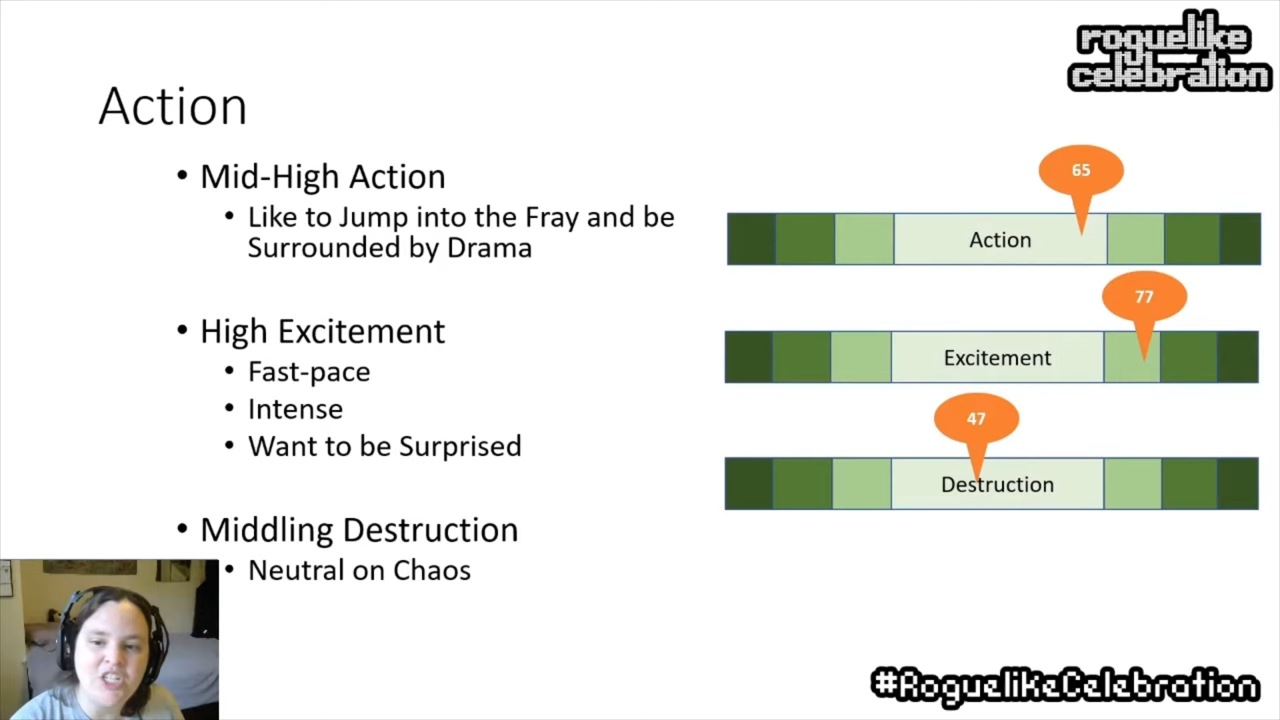 roguelike
celebration
Action
• Mid-High Action
• Like to Jump into the Fray and be
Surrounded by Drama
• High Excitement
• Fast-pace
• Intense
• Want to be Surprised
• Middling Destruction
• Neutral on Chaos
65
Action
77
Excitement
47
Destruction
#RoguelikeCelebration